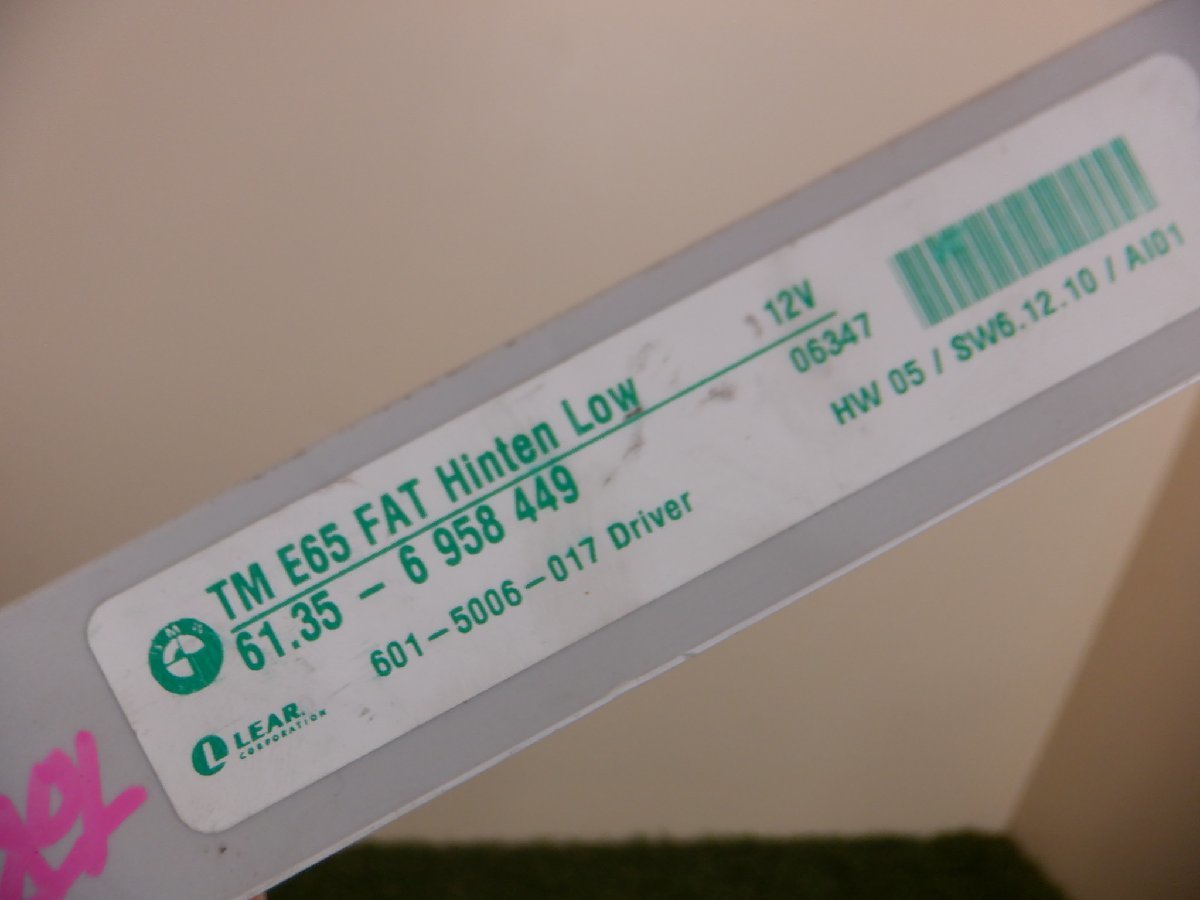 BMW
TM E65 FAT Hinten Low
12V
61.35 - 6 958 449
06347
601-5006-017 Driver
HW 05 / SW6.12.10 / AI01
L LEAR.
CORPORATION